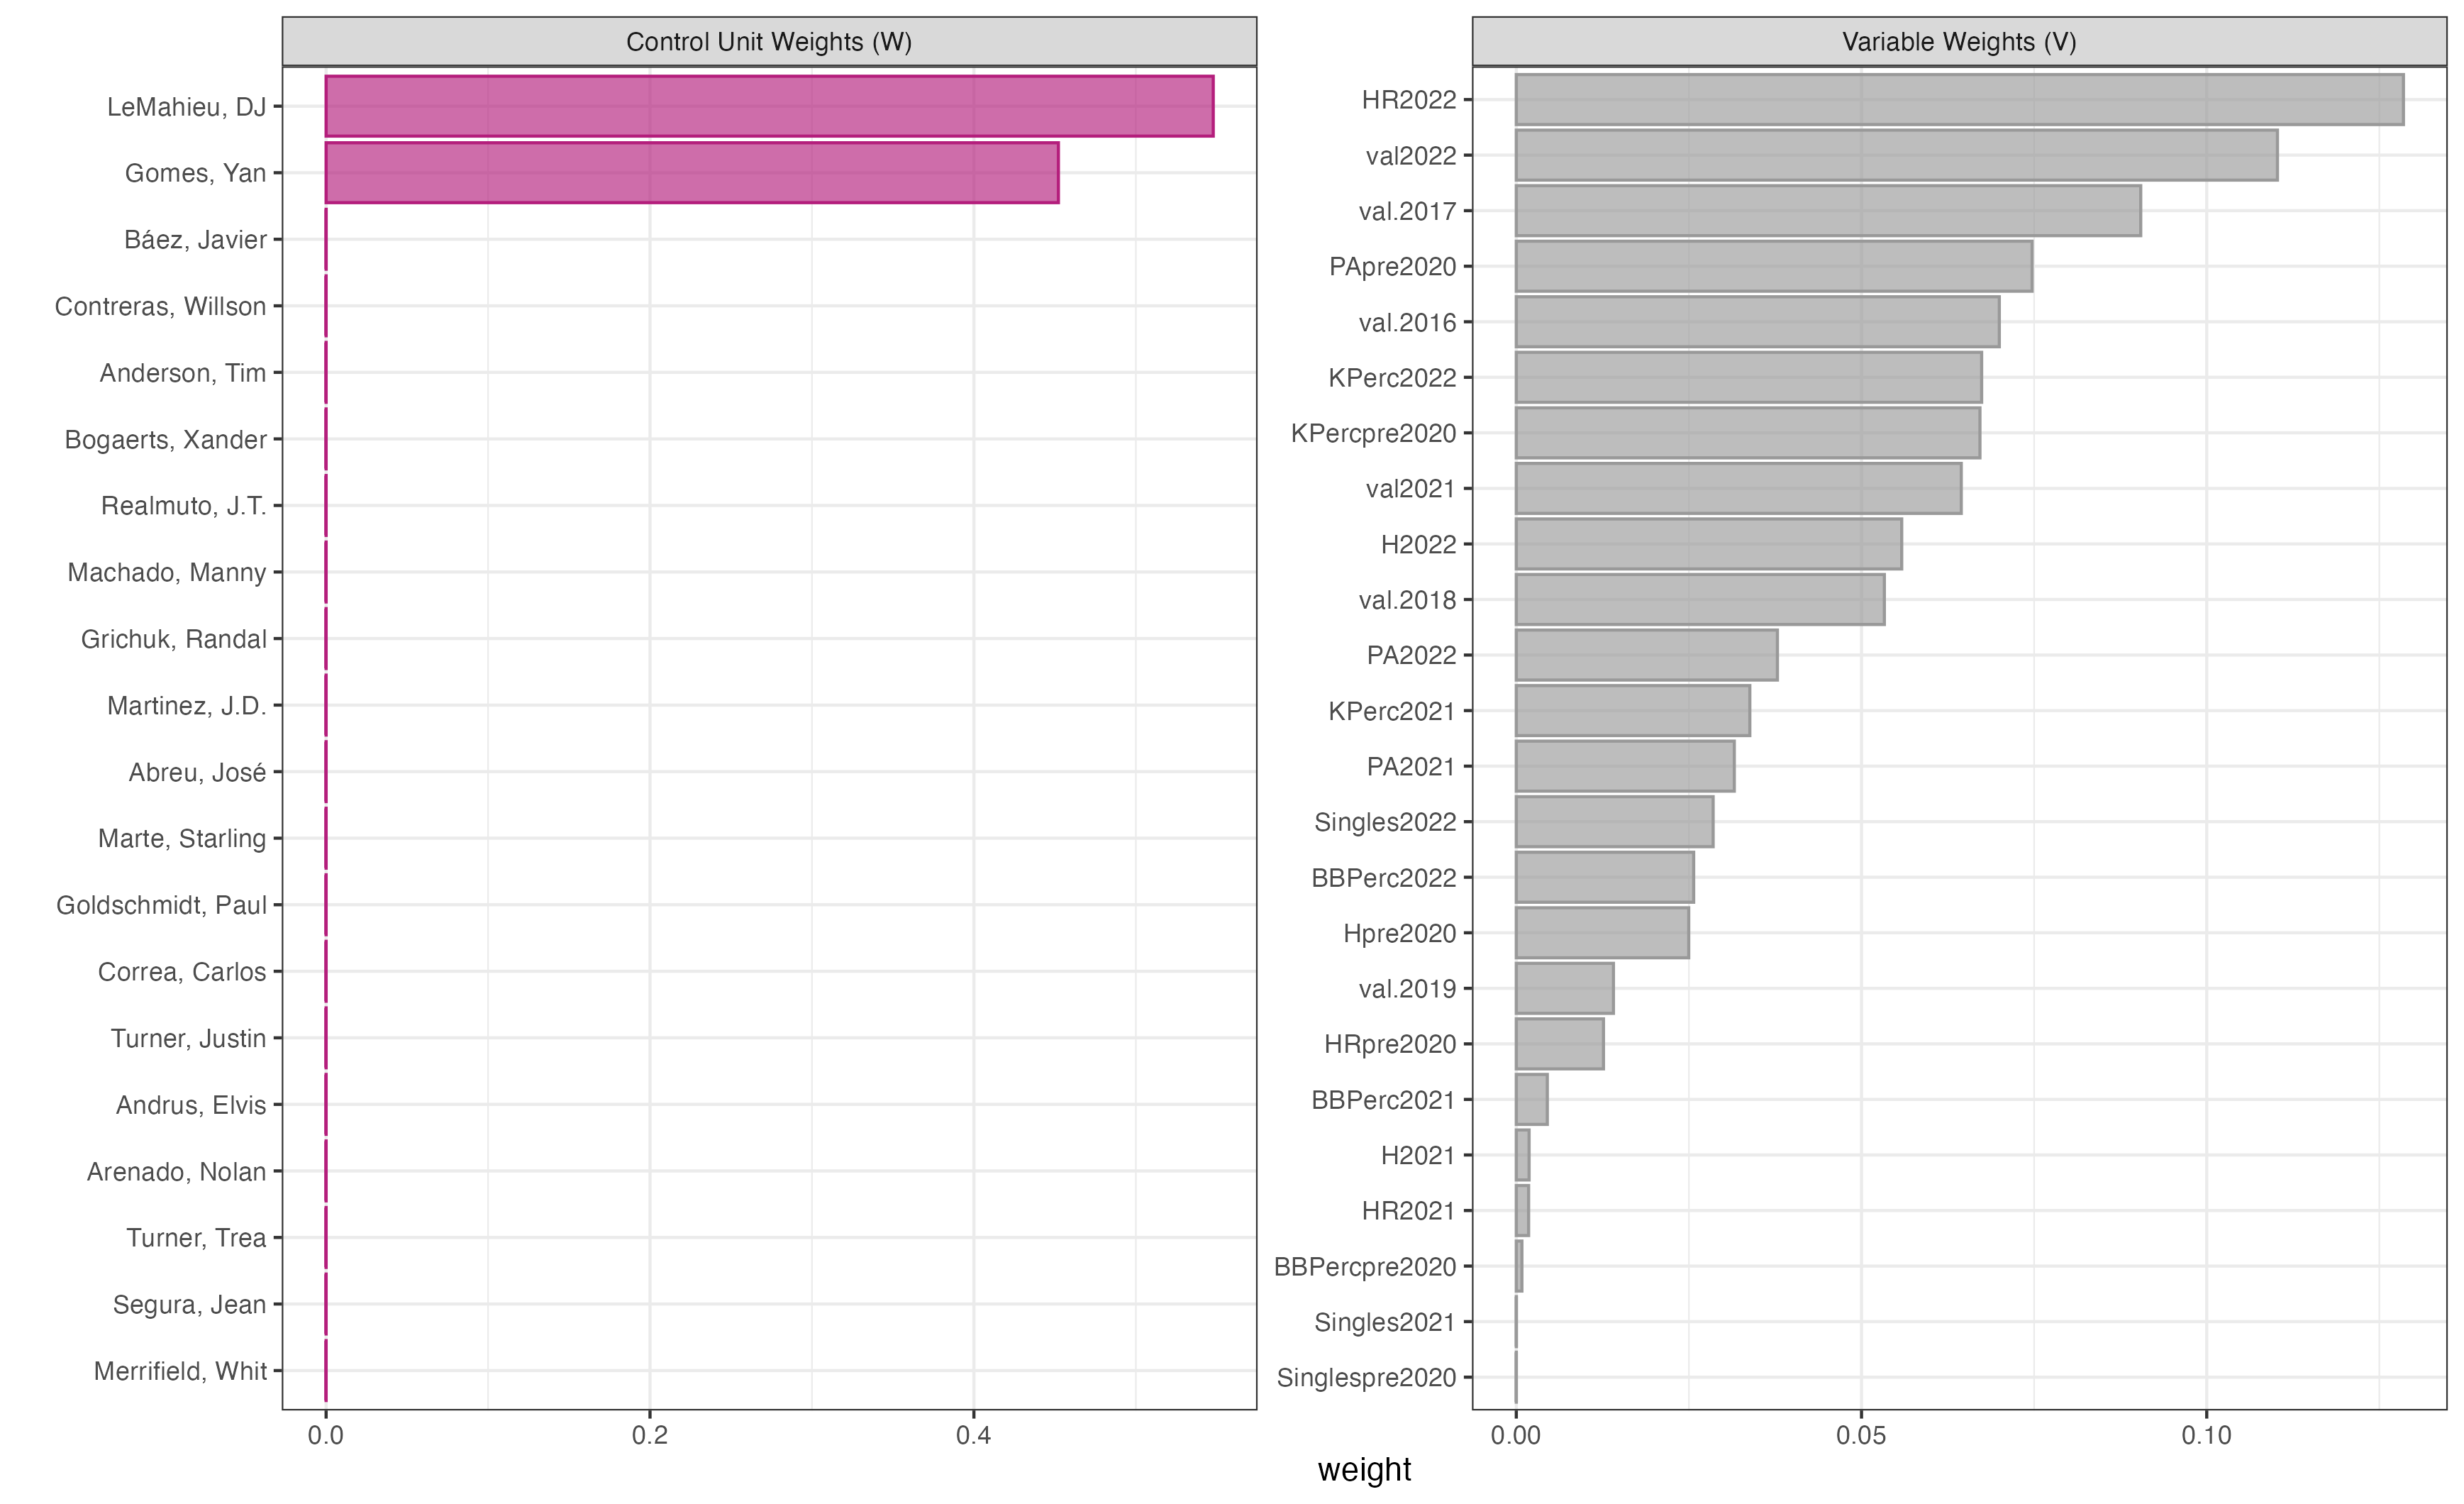 Control Unit Weights (W)
LeMahieu, DJ
Gomes, Yan
Báez, Javier
Contreras, Willson
Anderson, Tim
Bogaerts, Xander
Realmuto, J.T.
Machado, Manny
Grichuk, Randal
Martinez, J.D.
Abreu, José
Marte, Starling
Goldschmidt, Paul
Correa, Carlos
Turner, Justin
Andrus, Elvis
Arenado, Nolan
Turner, Trea
Segura, Jean
Merrifield, Whit
0.0 0.2 0.4
Variable Weights (V)
HR2022
val2022
val.2017
PApre2020
val.2016
KPerc2022
KPercpre2020
val2021
H2022
val.2018
PA2022
KPerc2021
PA2021
Singles2022
BBPerc2022
Hpre2020
val.2019
HRpre2020
BBPerc2021
H2021
HR2021
BBPercpre2020
Singles2021
Singlespre2020
0.00 0.05 0.10
weight